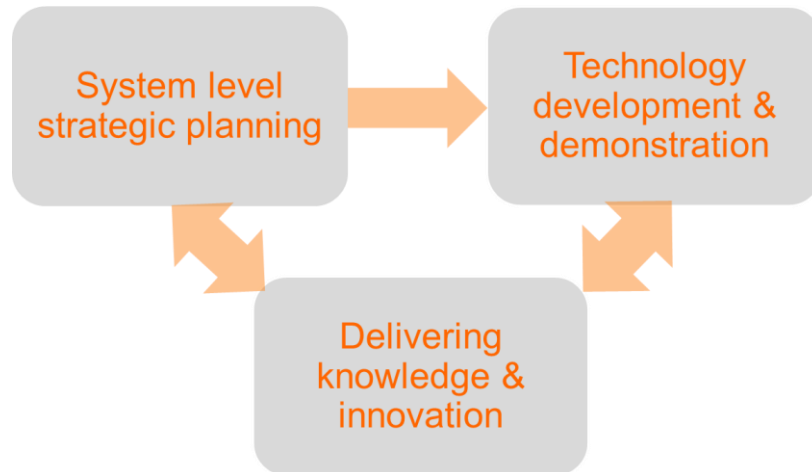 System level
strategic planning
Technology
development &
demonstration
Delivering
knowledge &
innovation